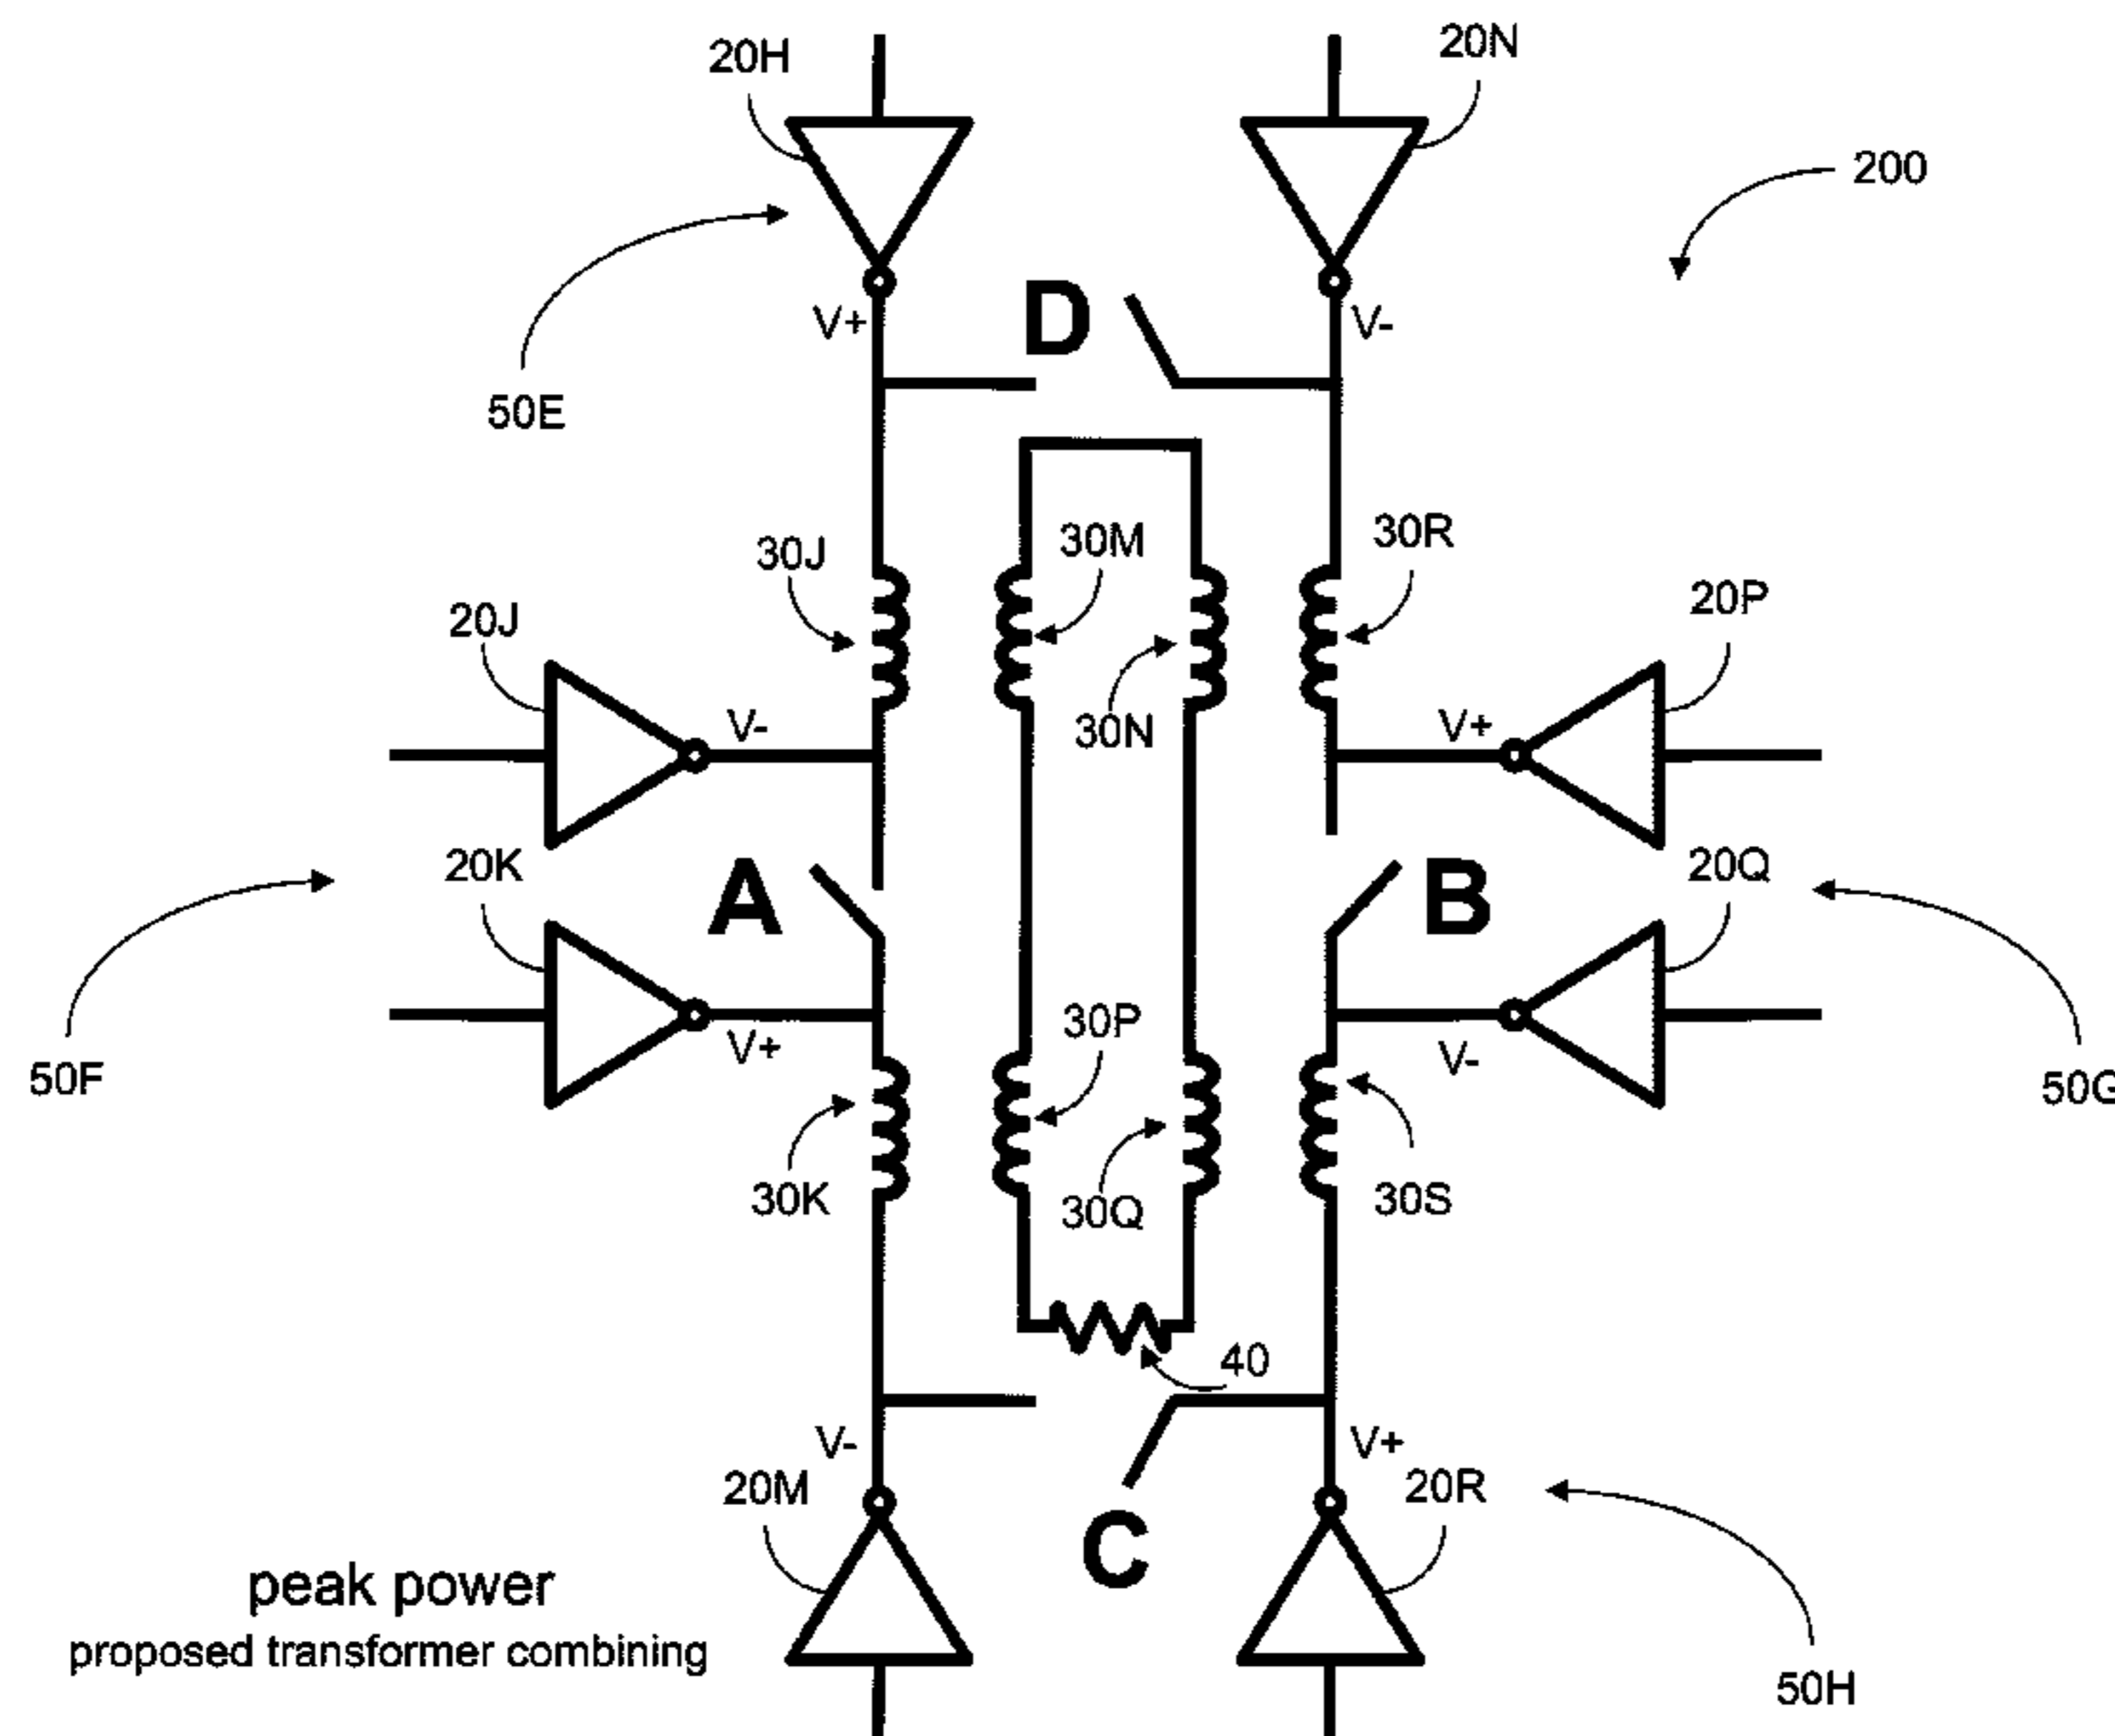 20H
20N
200
V+
D
V-
50E
30J
30M
30R
20J
20P
V-
30N
V+
20K
A
B
20Q
50F
V+
30P
V-
50G
30K
30Q
30S
40
V-
V+
20M
C
20R
peak power
proposed transformer combining
50H